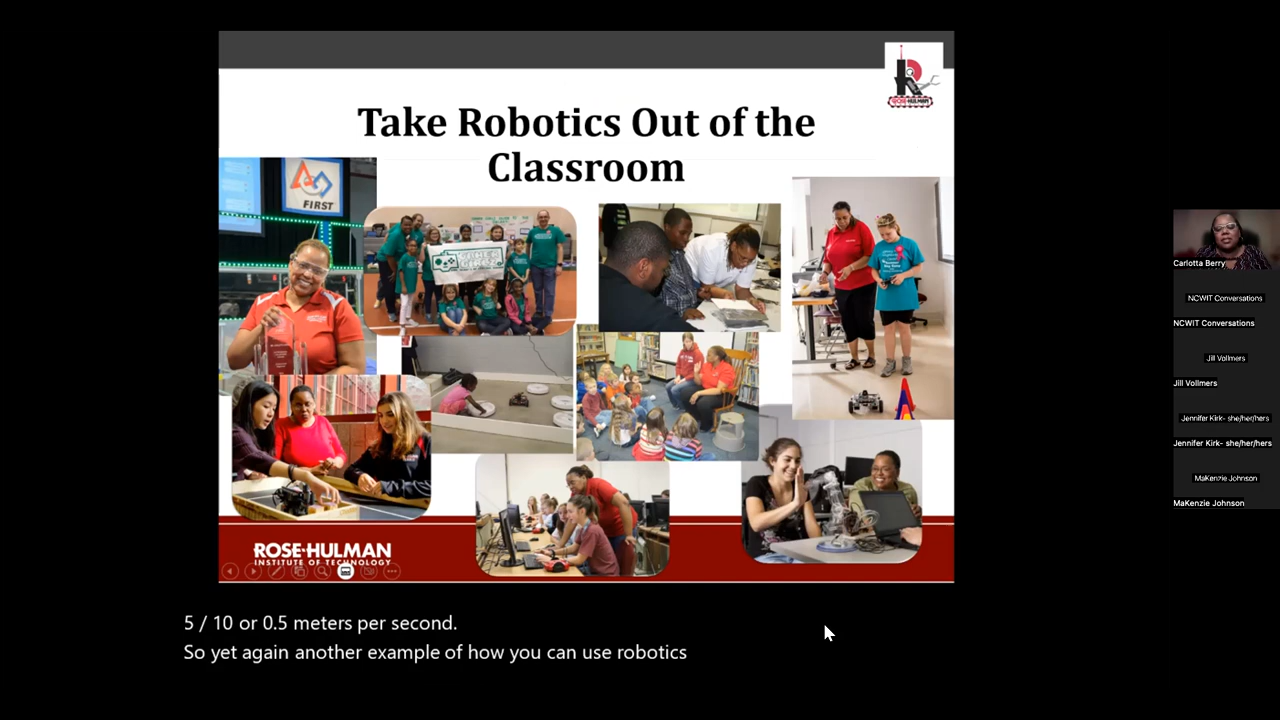 Take Robotics Out of the
Classroom
FIRST
ROSE-HULMAN
ROSE-HULMAN
INSTITUTE OF TECHNOLOGY
5 / 10 or 0.5 meters per second.
So yet again another example of how you can use robotics
Carlotta Berry
NCWIT Conversations
NCWIT Conversations
Jill Vollmers
Jill Vollmers
Jennifer Kirk- she/her/hers
Jennifer Kirk- she/her/hers
MaKenzie Johnson
MaKenzie Johnson